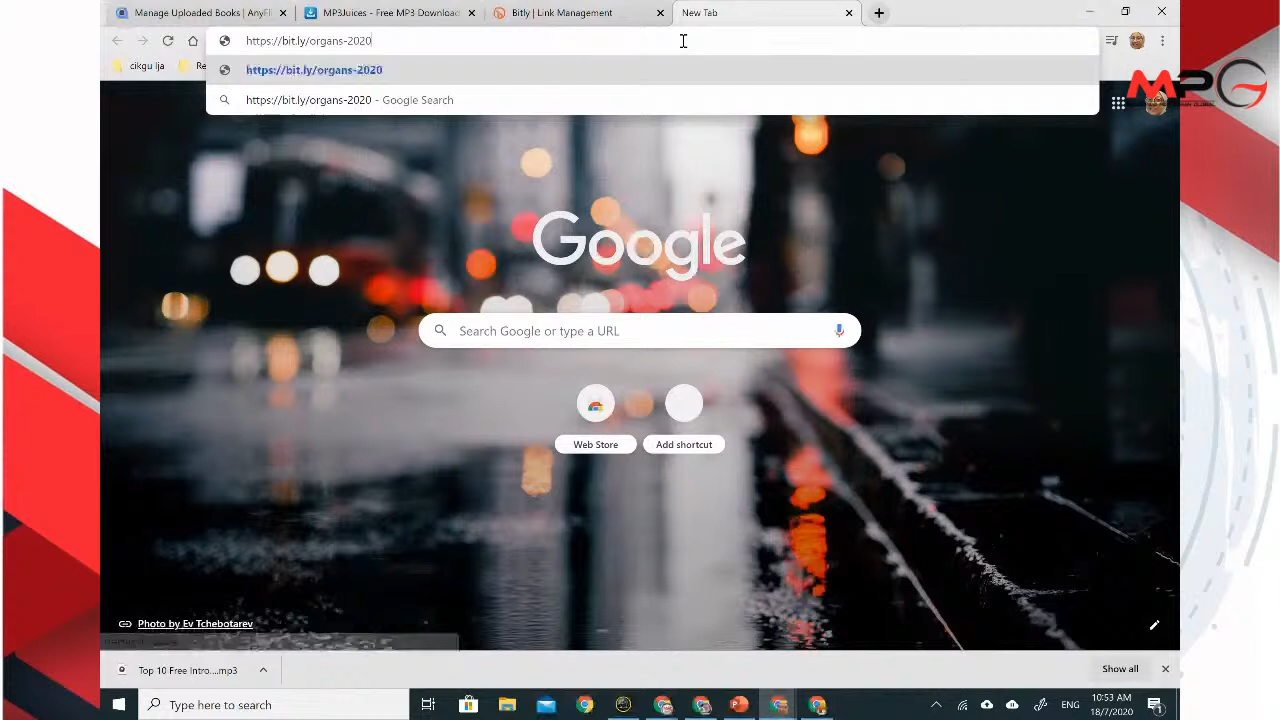 Manage Uploaded Books | AnyFl
MP3Juices - Free MP3 Download
Bitly | Link Management
New Tab
https://bit.ly/organs-2020
cikgu Ija
Re
https://bit.ly/organs-2020
https://bit.ly/organs-2020 - Google Search
MPG
Google
Search Google or type a URL
Web Store
Add shortcut
Photo by Ev Tchebotarev
Top 10 Free Intro....mp3
Show all
Type here to search
ENG
10:53 AM
18/7/2020
1